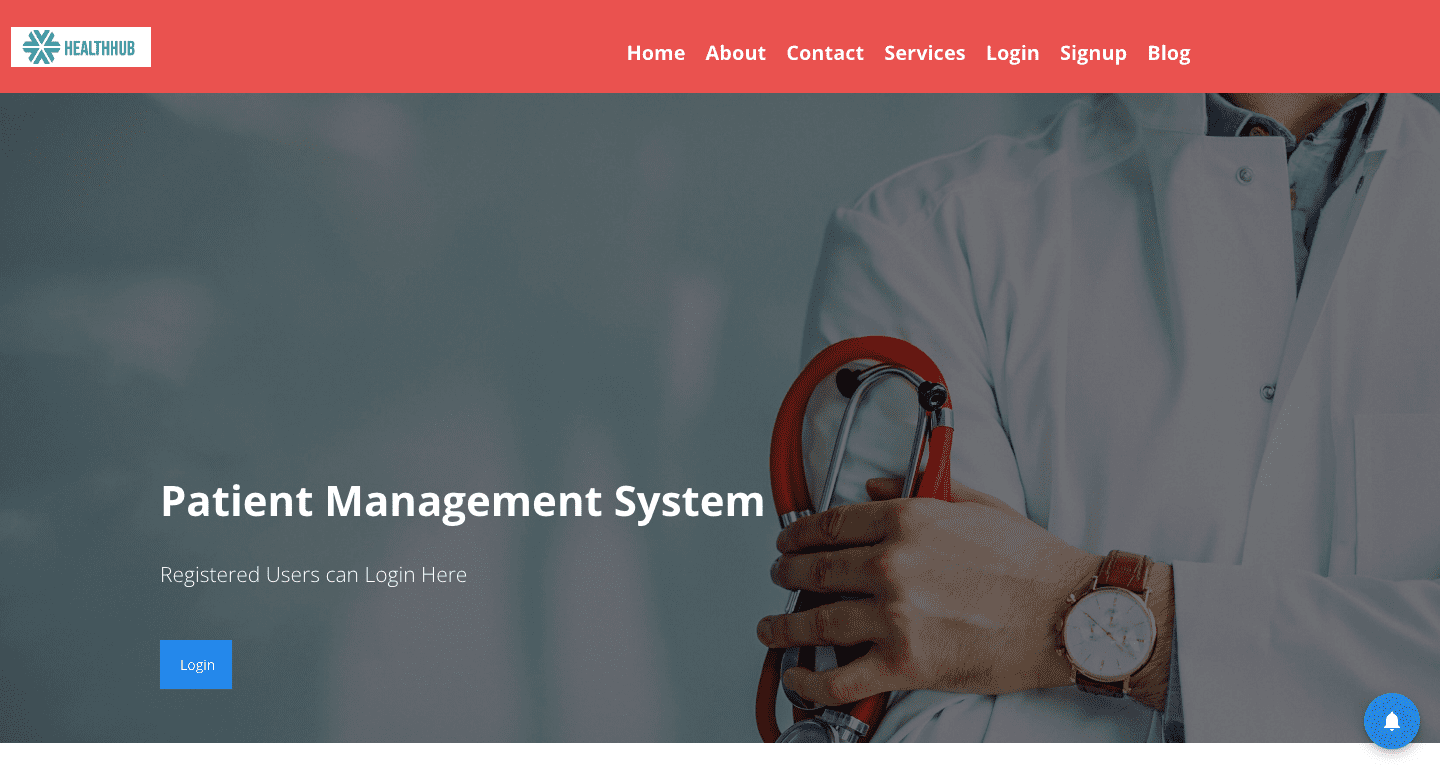 HEALTHHUB
Home About Contact Services Login Signup Blog
Patient Management System
Registered Users can Login Here
Login